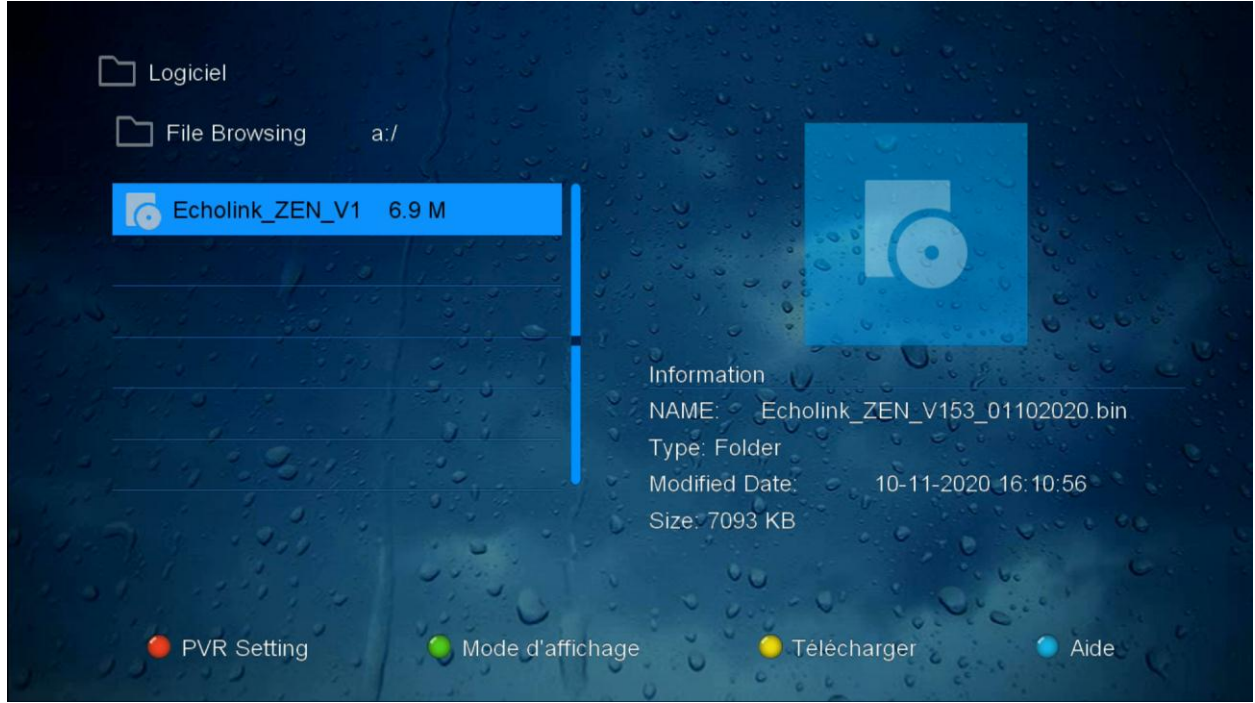 Logiciel
File Browsing a:/
Echolink_ZEN_V1 6.9 M
Information
NAME: Echolink_ZEN_V153_01102020.bin
Type: Folder
Modified Date: 10-11-2020 16:10:56
Size: 7093 KB
PVR Setting Mode d'affichage Télécharger Aide